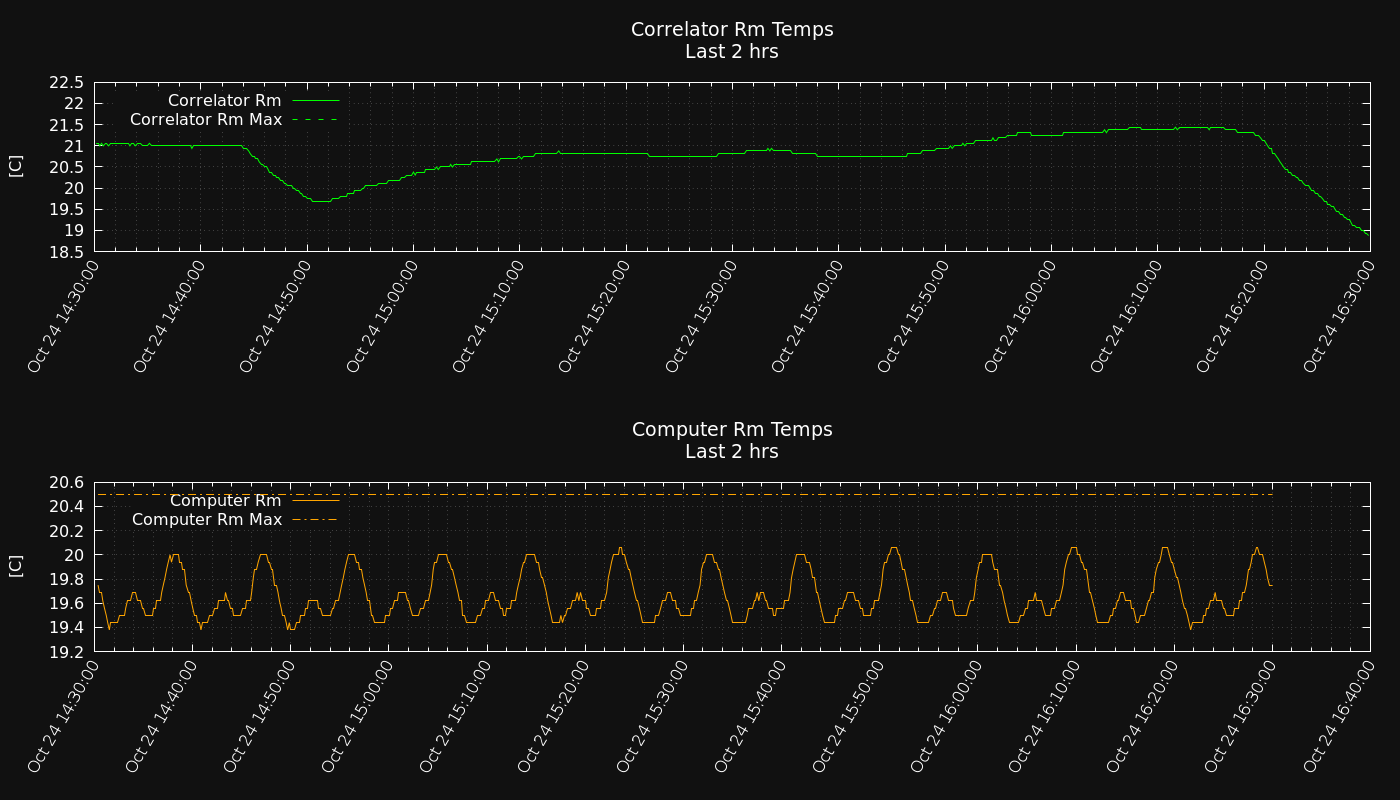 Correlator Rm Temps
Last 2 hrs
22.5
22
21.5
21
20.5
20
19.5
19
18.5
[C]
Correlator Rm
Correlator Rm Max
Oct 24 14:30:00
Oct 24 14:40:00
Oct 24 14:50:00
Oct 24 15:00:00
Oct 24 15:10:00
Oct 24 15:20:00
Oct 24 15:30:00
Oct 24 15:40:00
Oct 24 15:50:00
Oct 24 16:00:00
Oct 24 16:10:00
Oct 24 16:20:00
Oct 24 16:30:00
Computer Rm Temps
Last 2 hrs
20.6
20.4
20.2
20
19.8
19.6
19.4
19.2
[C]
Computer Rm
Computer Rm Max
Oct 24 14:30:00
Oct 24 14:40:00
Oct 24 14:50:00
Oct 24 15:00:00
Oct 24 15:10:00
Oct 24 15:20:00
Oct 24 15:30:00
Oct 24 15:40:00
Oct 24 15:50:00
Oct 24 16:00:00
Oct 24 16:10:00
Oct 24 16:20:00
Oct 24 16:30:00
Oct 24 16:40:00